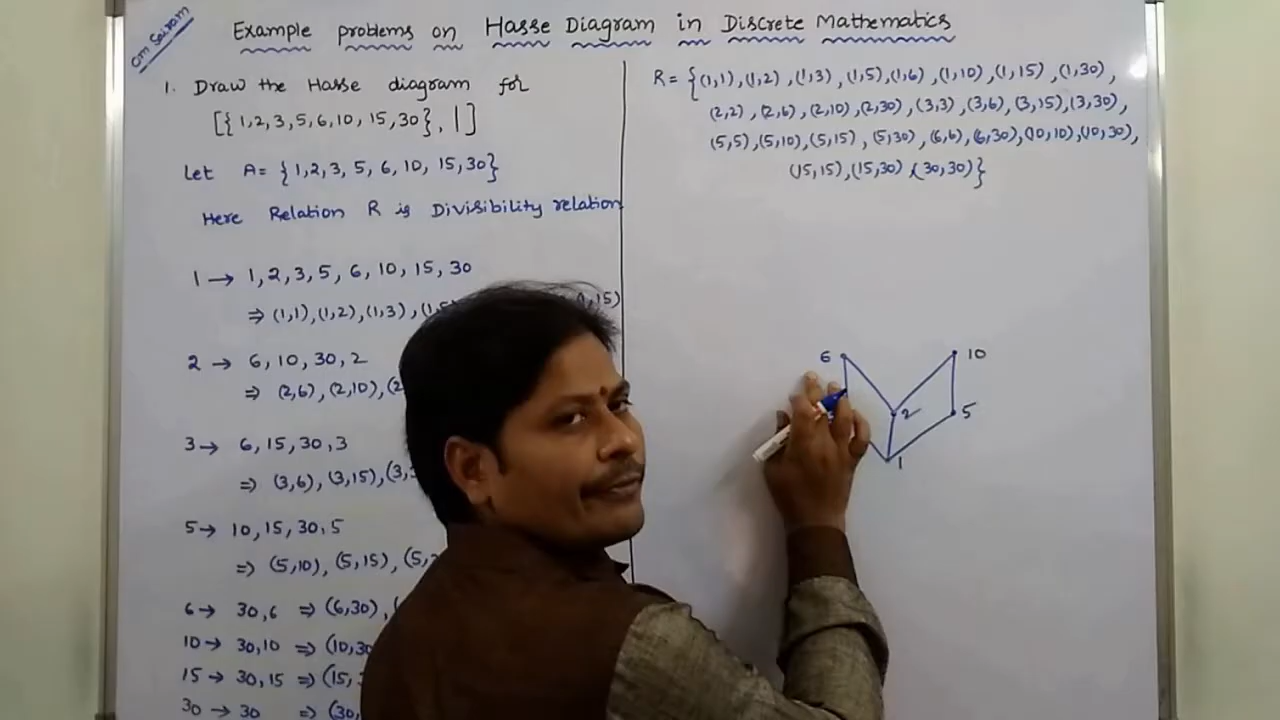 Om Sairam
Example problems on Hasse Diagram in Discrete Mathematics
1. Draw the Hasse diagram for
[{1,2,3,5,6,10, 15,30}, |]
Let A= {1,2,3, 5, 6, 10, 15,30}
Here Relation R is Divisibility relation
1 → 1,2,3,5, 6, 10, 15, 30
⇒ (1,1),(1,2),(1,3),(1,5 ,15)
2 → 6, 10, 30, 2
⇒ (2,6), (2,10), (2
3 → 6, 15, 30, 3
⇒ (3,6), (3,15), (3,3
5 → 10, 15, 30, 5
⇒ (5,10), (5,15), (5,
6 → 30,6 ⇒ (6,30), (
10 → 30,10 ⇒ (10,30
15 → 30,15 ⇒ (15,
30 → 30 ⇒ (30,
R = {(1,1),(1,2),(1,3),(1,5),(1,6),(1,10),(1,15),(1,30),
(2,2),(2,6),(2,10),(2,30),(3,3),(3,6),(3,15),(3,30),
(5,5),(5,10),(5,15),(5,30),(6,6),(6,30),(10,10),(10,30),
(15,15),(15,30),(30,30)}
6 10
2 5
1